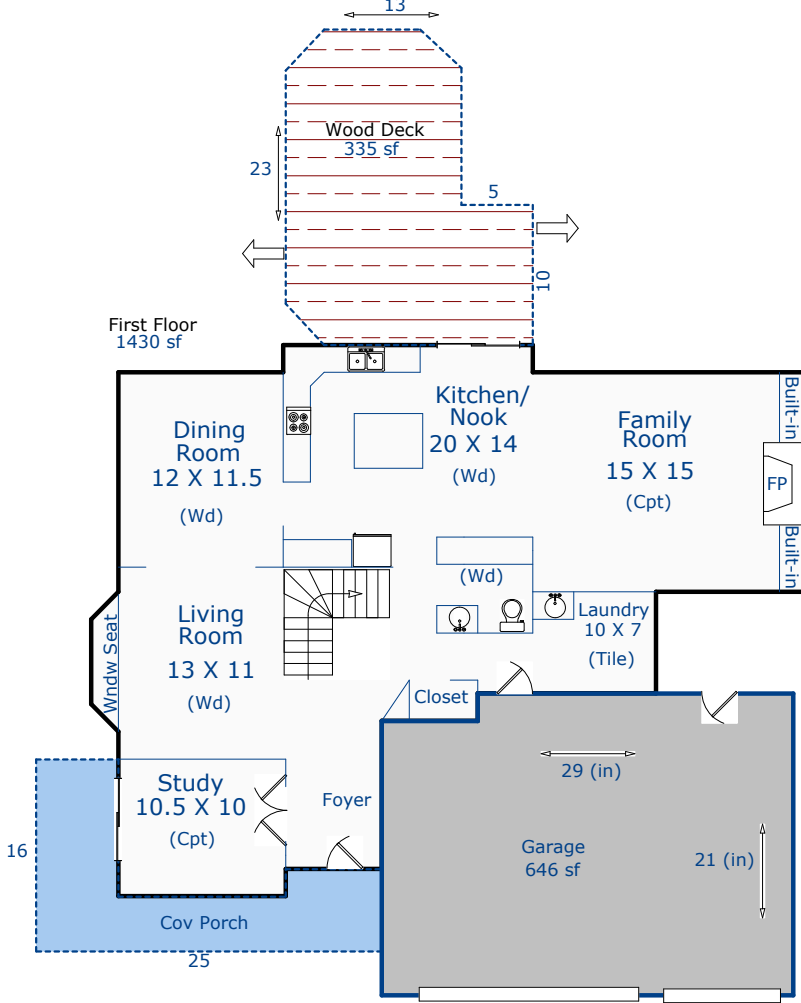 13
Wood Deck
335 sf
23
5
10
First Floor
1430 sf
Kitchen/
Nook
20 X 14
(Wd)
Dining
Room
12 X 11.5
(Wd)
Family
Room
15 X 15
(Cpt)
Built-in
FP
Built-in
(Wd)
Living
Room
13 X 11
(Wd)
Wndw Seat
Laundry
10 X 7
(Tile)
Closet
Study
10.5 X 10
(Cpt)
Foyer
29 (in)
Garage
646 sf
21 (in)
16
Cov Porch
25